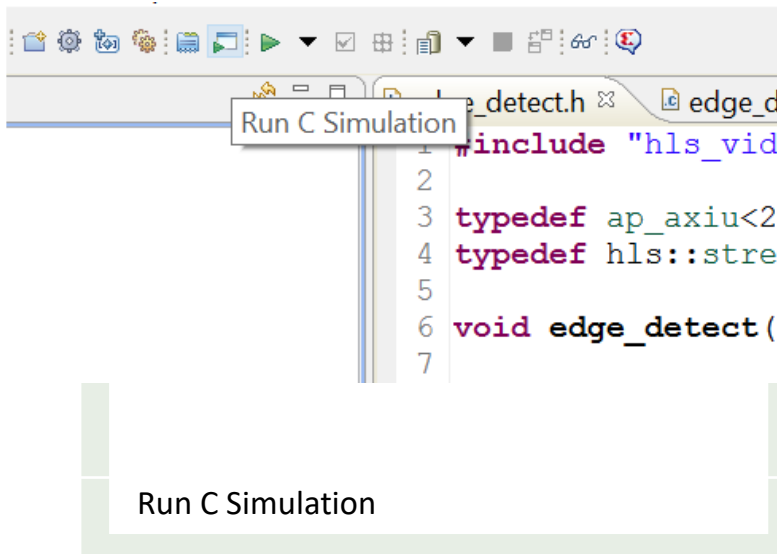 e_detect.h edge_d
Run C Simulation
1 #include "hls_vid
2
3 typedef ap_axiu<2
4 typedef hls::stre
5
6 void edge_detect(
7
Run C Simulation